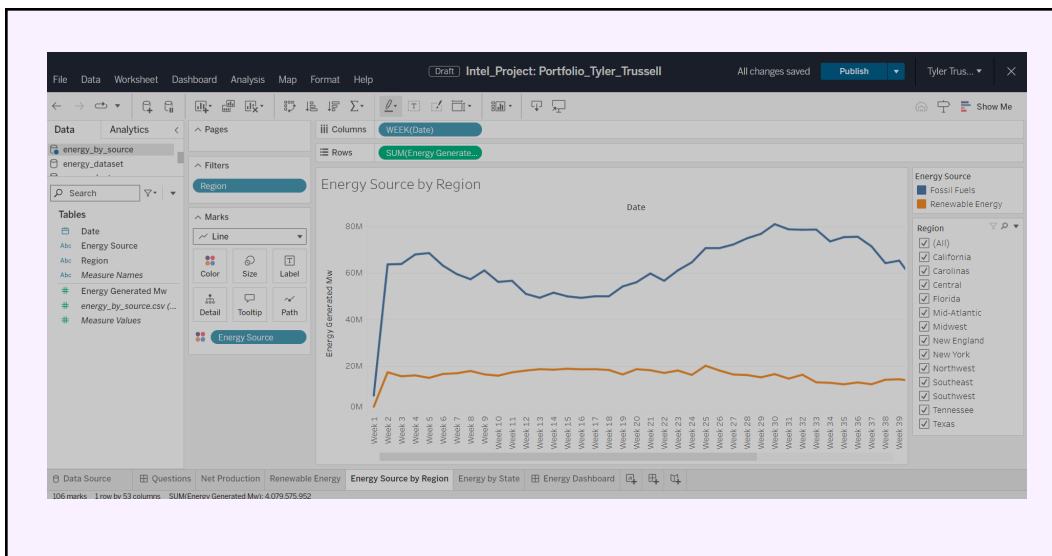 Draft Intel_Project: Portfolio_Tyler_Trussell
All changes saved
Publish
Tyler Trus...
File Data Worksheet Dashboard Analysis Map Format Help
Show Me
Data Analytics
energy_by_source
energy_dataset
Search
Tables
Date
Abc Energy Source
Abc Region
Abc Measure Names
# Energy Generated Mw
# energy_by_source.csv (...
# Measure Values
Pages
Filters
Region
Marks
Line
Color Size Label
Detail Tooltip Path
Energy Source
Columns WEEK(Date)
Rows SUM(Energy Generate...
Energy Source by Region
Date
Energy Generated Mw
80M
60M
40M
20M
0M
Week 1
Week 2
Week 3
Week 4
Week 5
Week 6
Week 7
Week 8
Week 9
Week 10
Week 11
Week 12
Week 13
Week 14
Week 15
Week 16
Week 17
Week 18
Week 19
Week 20
Week 21
Week 22
Week 23
Week 24
Week 25
Week 26
Week 27
Week 28
Week 29
Week 30
Week 31
Week 32
Week 33
Week 34
Week 35
Week 36
Week 37
Week 38
Week 39
Energy Source
Fossil Fuels
Renewable Energy
Region
(All)
California
Carolinas
Central
Florida
Mid-Atlantic
Midwest
New England
New York
Northwest
Southeast
Southwest
Tennessee
Texas
Data Source Questions Net Production Renewable Energy Energy Source by Region Energy by State Energy Dashboard
106 marks 1 row by 53 columns SUM(Energy Generated Mw): 4,079,575,952